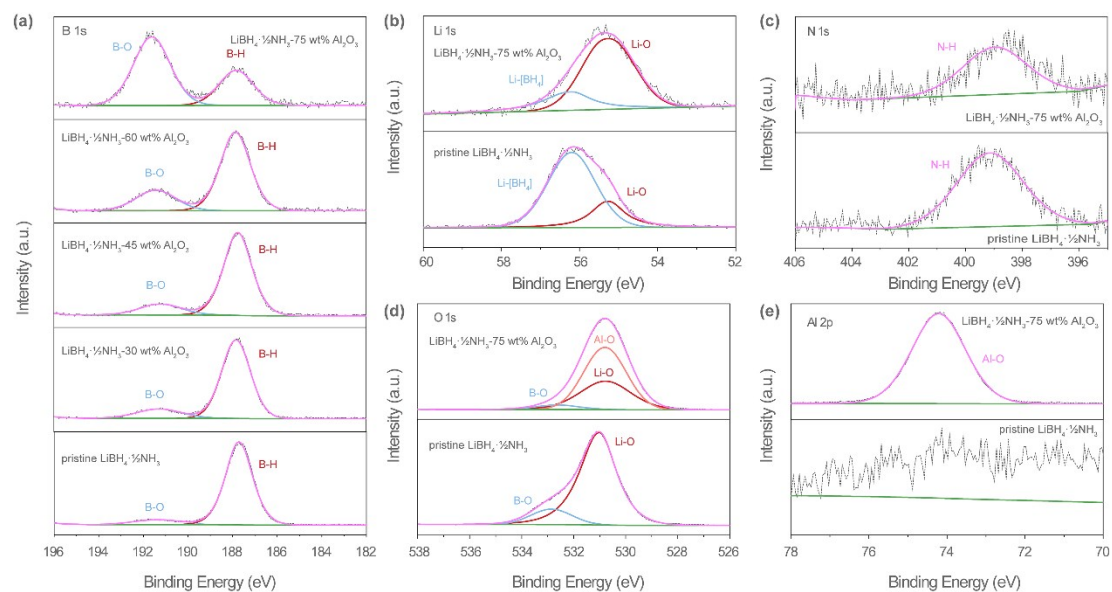 (a)
B 1s
B-O
LiBH₄·½NH₃-75 wt% Al₂O₃
B-H
LiBH₄·½NH₃-60 wt% Al₂O₃
B-O
B-H
LiBH₄·½NH₃-45 wt% Al₂O₃
B-O
B-H
LiBH₄·½NH₃-30 wt% Al₂O₃
B-O
B-H
pristine LiBH₄·½NH₃
B-O
B-H
Intensity (a.u.)
196 194 192 190 188 186 184 182
Binding Energy (eV)
(b)
Li 1s
LiBH₄·½NH₃-75 wt% Al₂O₃
Li-O
Li-[BH₄]
pristine LiBH₄·½NH₃
Li-[BH₄]
Li-O
Intensity (a.u.)
60 58 56 54 52
Binding Energy (eV)
(c)
N 1s
N-H
LiBH₄·½NH₃-75 wt% Al₂O₃
N-H
pristine LiBH₄·½NH₃
Intensity (a.u.)
406 404 402 400 398 396
Binding Energy (eV)
(d)
O 1s
LiBH₄·½NH₃-75 wt% Al₂O₃
Al-O
Li-O
B-O
pristine LiBH₄·½NH₃
Li-O
B-O
Intensity (a.u.)
538 536 534 532 530 528 526
Binding Energy (eV)
(e)
Al 2p
LiBH₄·½NH₃-75 wt% Al₂O₃
Al-O
pristine LiBH₄·½NH₃
Intensity (a.u.)
78 76 74 72 70
Binding Energy (eV)